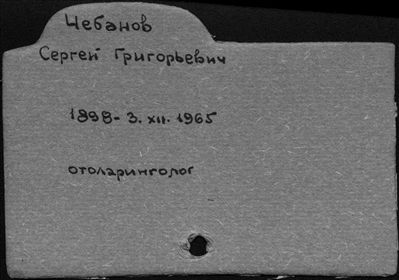 Чебанов
Сергей Григорьевич
1898- 3. XII. 1965
отоларинголог